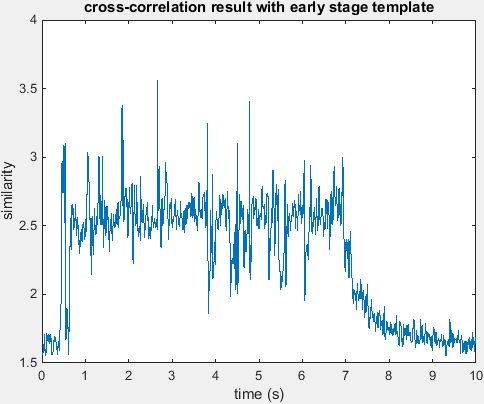 cross-correlation result with early stage template
4
3.5
3
2.5
2
1.5
similarity
0 1 2 3 4 5 6 7 8 9 10
time (s)